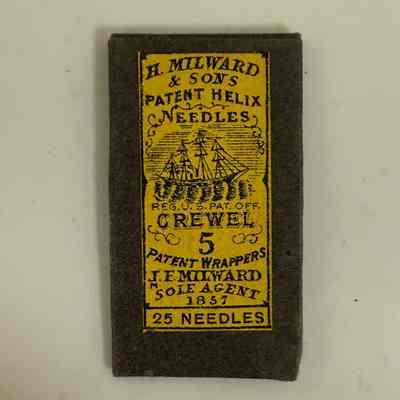 H. MILWARD
& SONS
PATENT HELIX
NEEDLES
REG. U.S. PAT. OFF.
CREWEL
5
PATENT WRAPPERS
J. F. MILWARD
SOLE AGENT
1857
25 NEEDLES